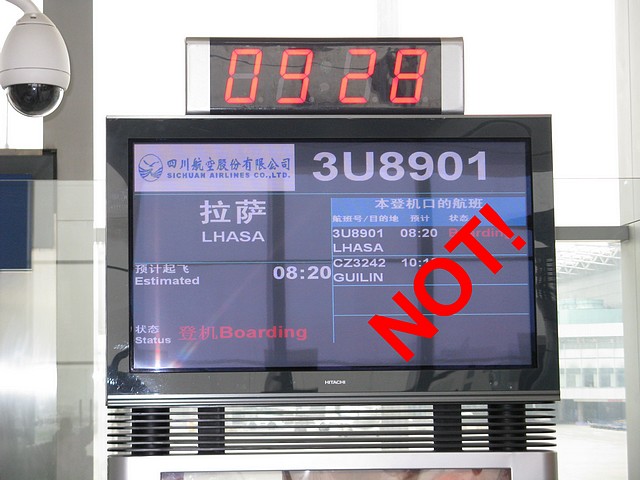 0928
四川航空股份有限公司
SICHUAN AIRLINES CO.,LTD.
3U8901
拉萨
LHASA
预计起飞
Estimated
08:20
状态
Status
登机Boarding
本登机口的航班
航班号/目的地 预计 状态
3U8901 08:20 Boarding
LHASA
CZ3242
GUILIN
NOT!
HITACHI